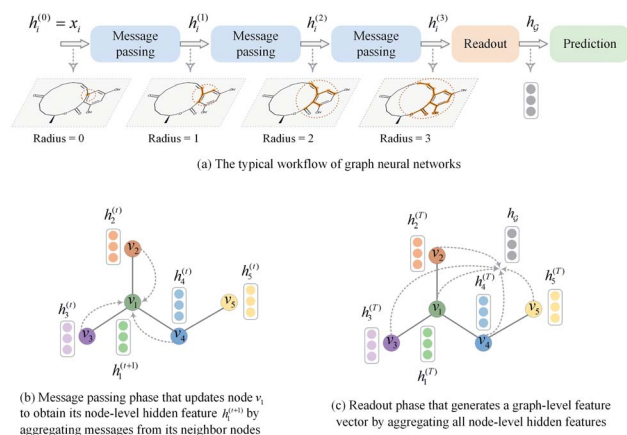 h_i^(0) = x_i
h_i^(1)
h_i^(2)
h_i^(3)
h_𝒢
Message passing
Message passing
Message passing
Readout
Prediction
Radius = 0
Radius = 1
Radius = 2
Radius = 3
(a) The typical workflow of graph neural networks
h_2^(t)
v_2
h_4^(t)
h_5^(t)
h_3^(t)
v_1
v_5
v_3
v_4
h_1^(t+1)
(b) Message passing phase that updates node v_1
to obtain its node-level hidden feature h_1^(t+1) by
aggregating messages from its neighbor nodes
h_2^(T)
h_𝒢
v_2
h_4^(T)
h_5^(T)
h_3^(T)
v_1
v_5
v_3
v_4
h_1^(T)
(c) Readout phase that generates a graph-level feature
vector by aggregating all node-level hidden features